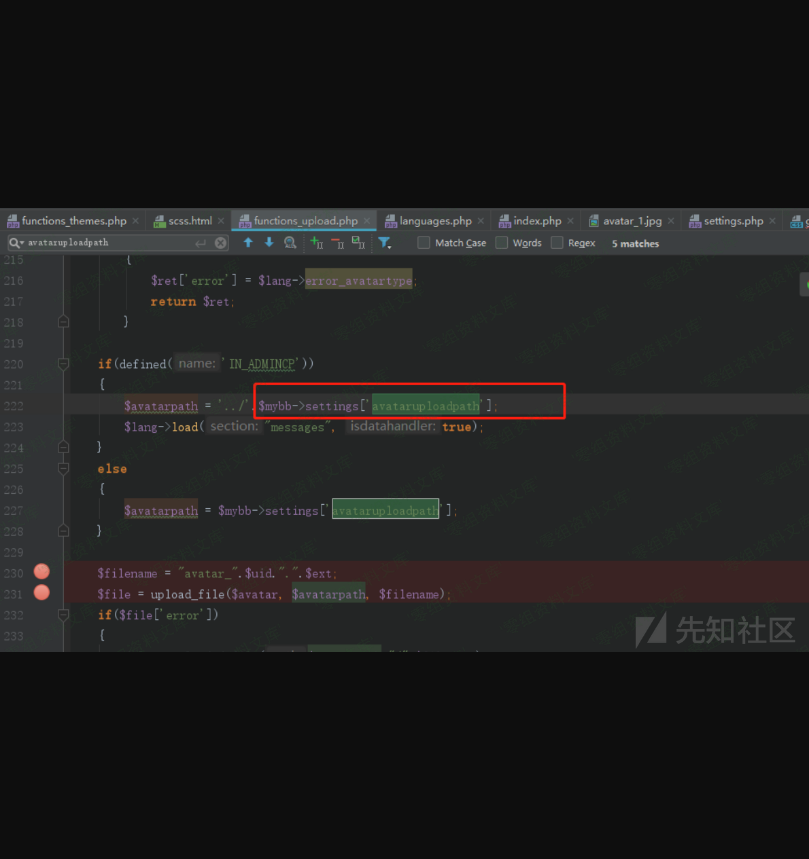 functions_themes.php × scss.html × functions_upload.php × languages.php × index.php × avatar_1.jpg × settings.php ×
avataruploadpath Match Case Words Regex 5 matches
215 {
216 $ret['error'] = $lang->error_avatartype;
217 return $ret;
218 }
219
220 if(defined( name: 'IN_ADMINCP'))
221 {
222 $avatarpath = '../'.$mybb->settings['avataruploadpath'];
223 $lang->load( section: "messages", isdatahandler: true);
224 }
225 else
226 {
227 $avatarpath = $mybb->settings['avataruploadpath'];
228 }
229
230 $filename = "avatar_".$uid.".".$ext;
231 $file = upload_file($avatar, $avatarpath, $filename);
232 if($file['error'])
233 {
先知社区